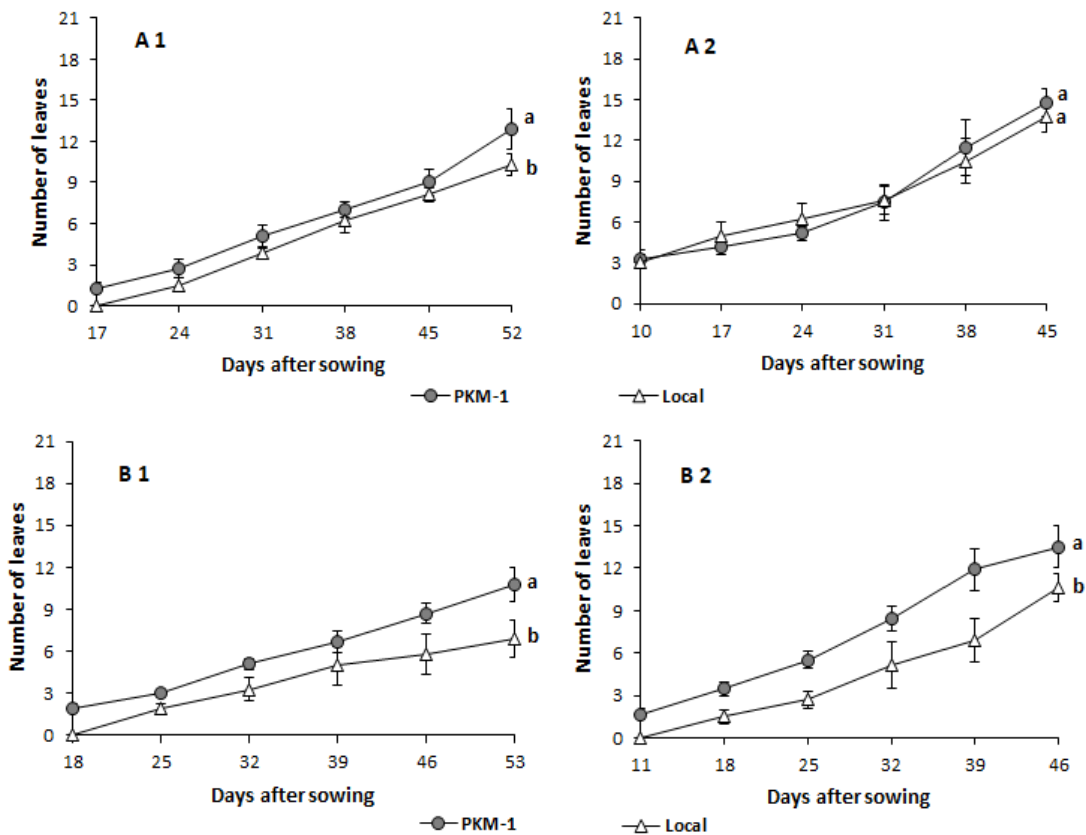 A 1
Number of leaves
21
18
15
12
9
6
3
0
a
b
17 24 31 38 45 52
Days after sowing
A 2
Number of leaves
21
18
15
12
9
6
3
0
a
a
10 17 24 31 38 45
Days after sowing
PKM-1 Local
B 1
Number of leaves
21
18
15
12
9
6
3
0
a
b
18 25 32 39 46 53
Days after sowing
B 2
Number of leaves
21
18
15
12
9
6
3
0
a
b
11 18 25 32 39 46
Days after sowing
PKM-1 Local